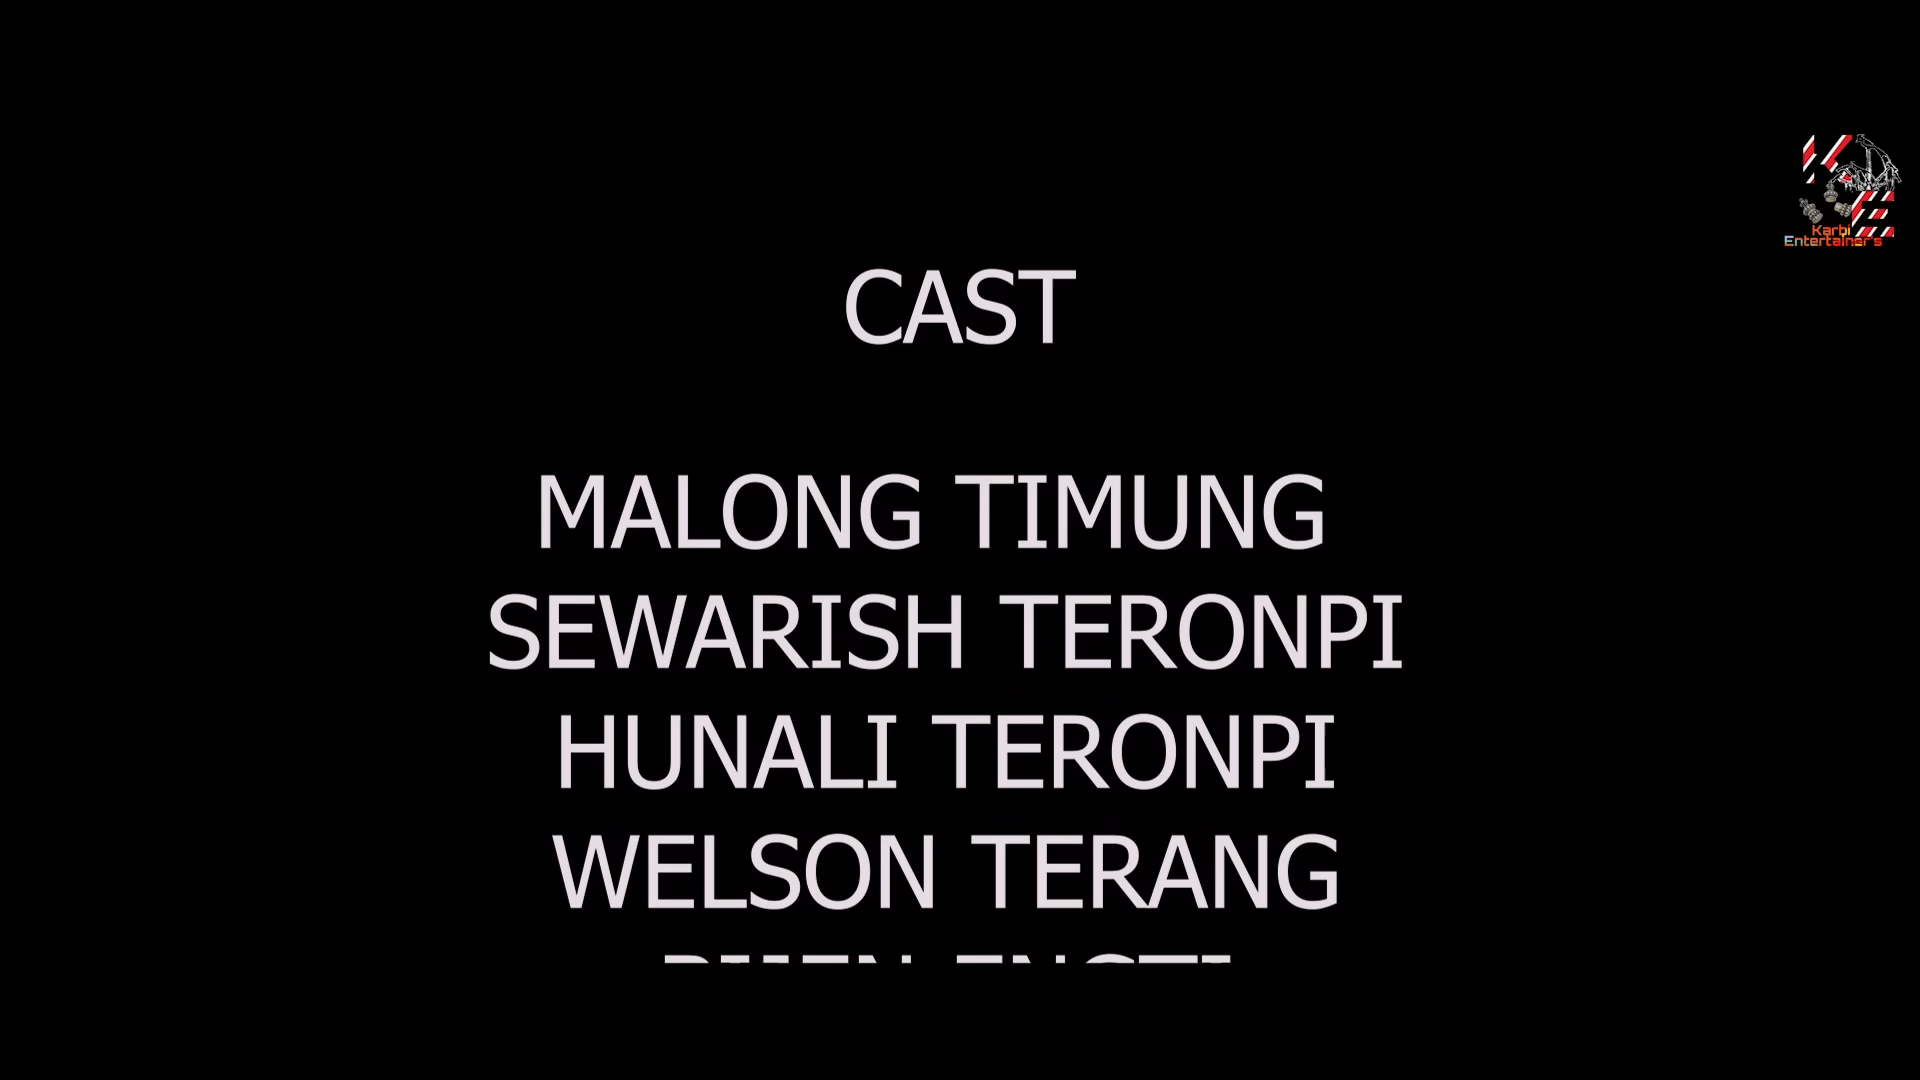 Karbi
Entertainer's
CAST
MALONG TIMUNG
SEWARISH TERONPI
HUNALI TERONPI
WELSON TERANG